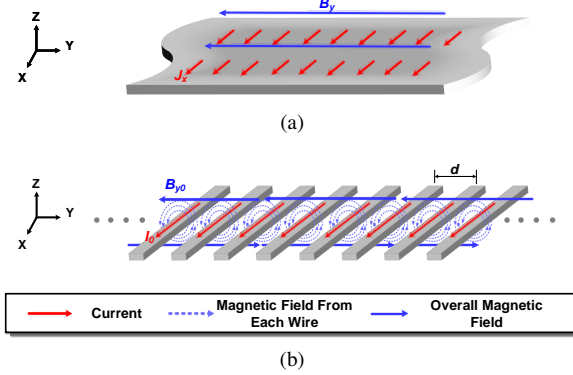 B_y
Z
Y
X
J_x
(a)
B_y0
d
Z
Y
X
I_0
Current
Magnetic Field From
Each Wire
Overall Magnetic
Field
(b)